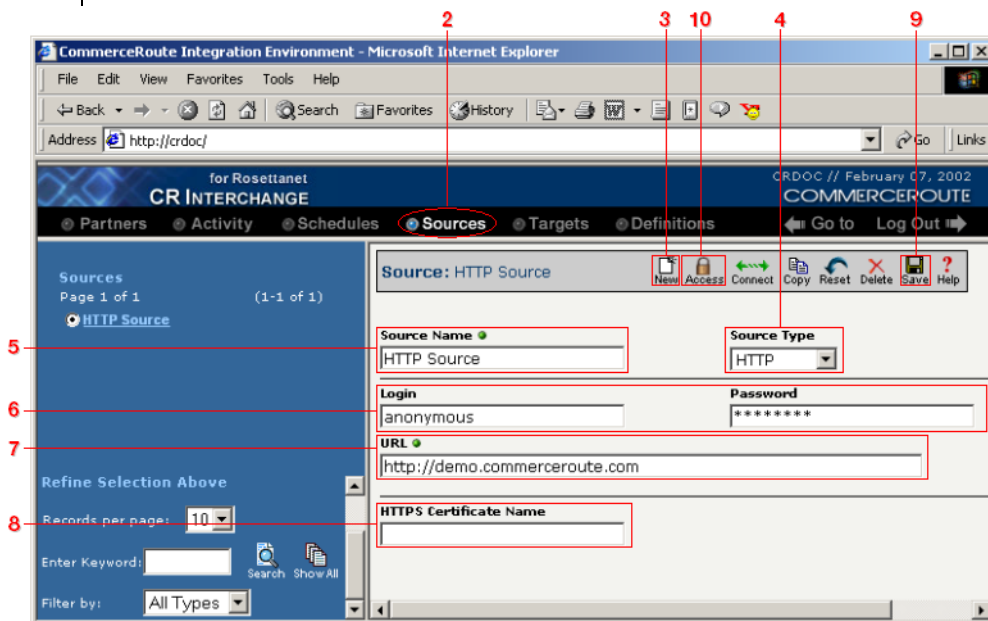 2 3 10 4 9
CommerceRoute Integration Environment - Microsoft Internet Explorer
File Edit View Favorites Tools Help
Back Search Favorites History
Address http://crdoc/ Go Links
for Rosettanet
CR INTERCHANGE
CRDOC // February 07, 2002
COMMERCEROUTE
Partners Activity Schedules Sources Targets Definitions Go to Log Out
Sources
Page 1 of 1 (1-1 of 1)
HTTP Source
Source: HTTP Source
New Access Connect Copy Reset Delete Save Help
5
Source Name
HTTP Source
Source Type
HTTP
6
Login
anonymous
Password
********
7
URL
http://demo.commerceroute.com
8
HTTPS Certificate Name
Refine Selection Above
Records per page: 10
Enter Keyword: Search Show All
Filter by: All Types